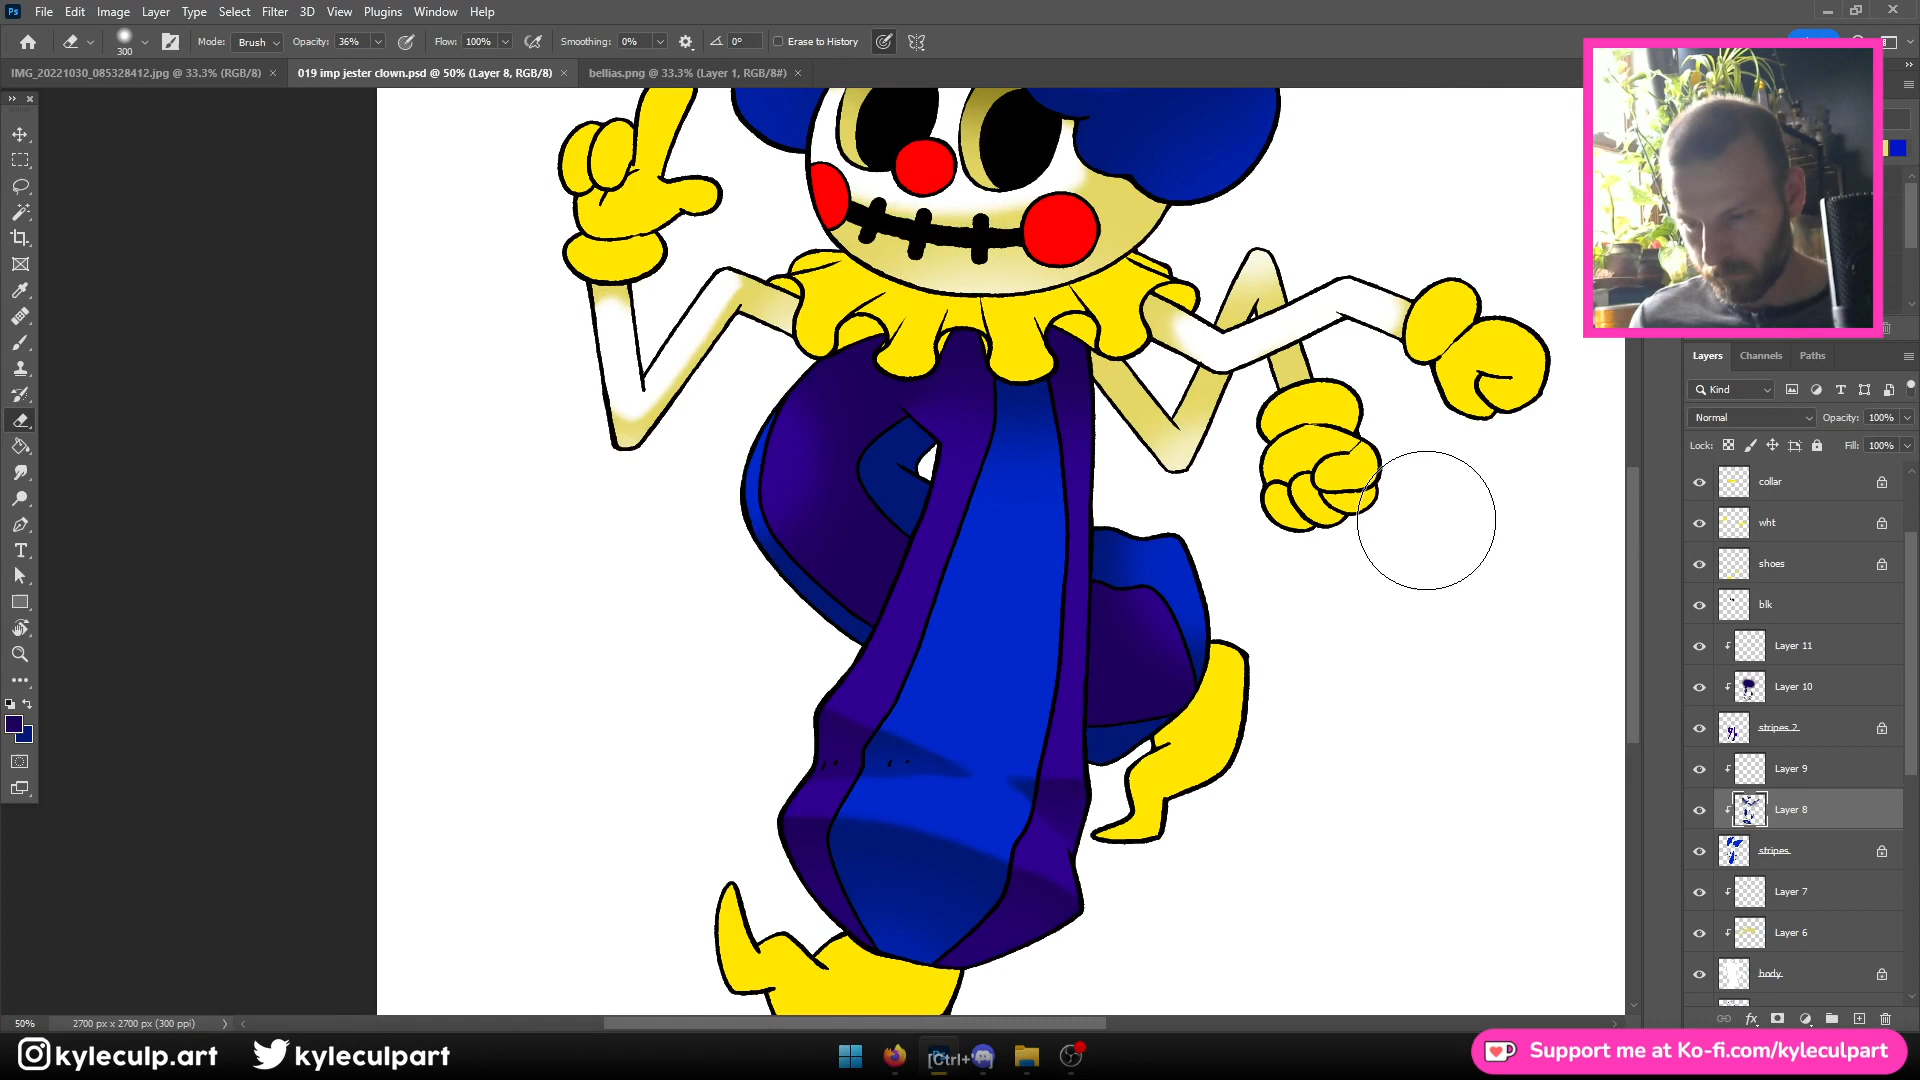 Ps File Edit Image Layer Type Select Filter 3D View Plugins Window Help
300 Mode: Brush Opacity: 36% Flow: 100% Smoothing: 0% 0° Erase to History
IMG_20221030_085328412.jpg @ 33.3% (RGB/8) × 019 imp jester clown.psd @ 50% (Layer 8, RGB/8) × bellias.png @ 33.3% (Layer 1, RGB/8#) ×
Layers Channels Paths
Kind
Normal Opacity: 100%
Lock: Fill: 100%
collar
wht
shoes
blk
Layer 11
Layer 10
stripes 2
Layer 9
Layer 8
stripes
Layer 7
Layer 6
body
50% 2700 px x 2700 px (300 ppi)
kyleculp.art kyleculpart
Support me at Ko-fi.com/kyleculpart